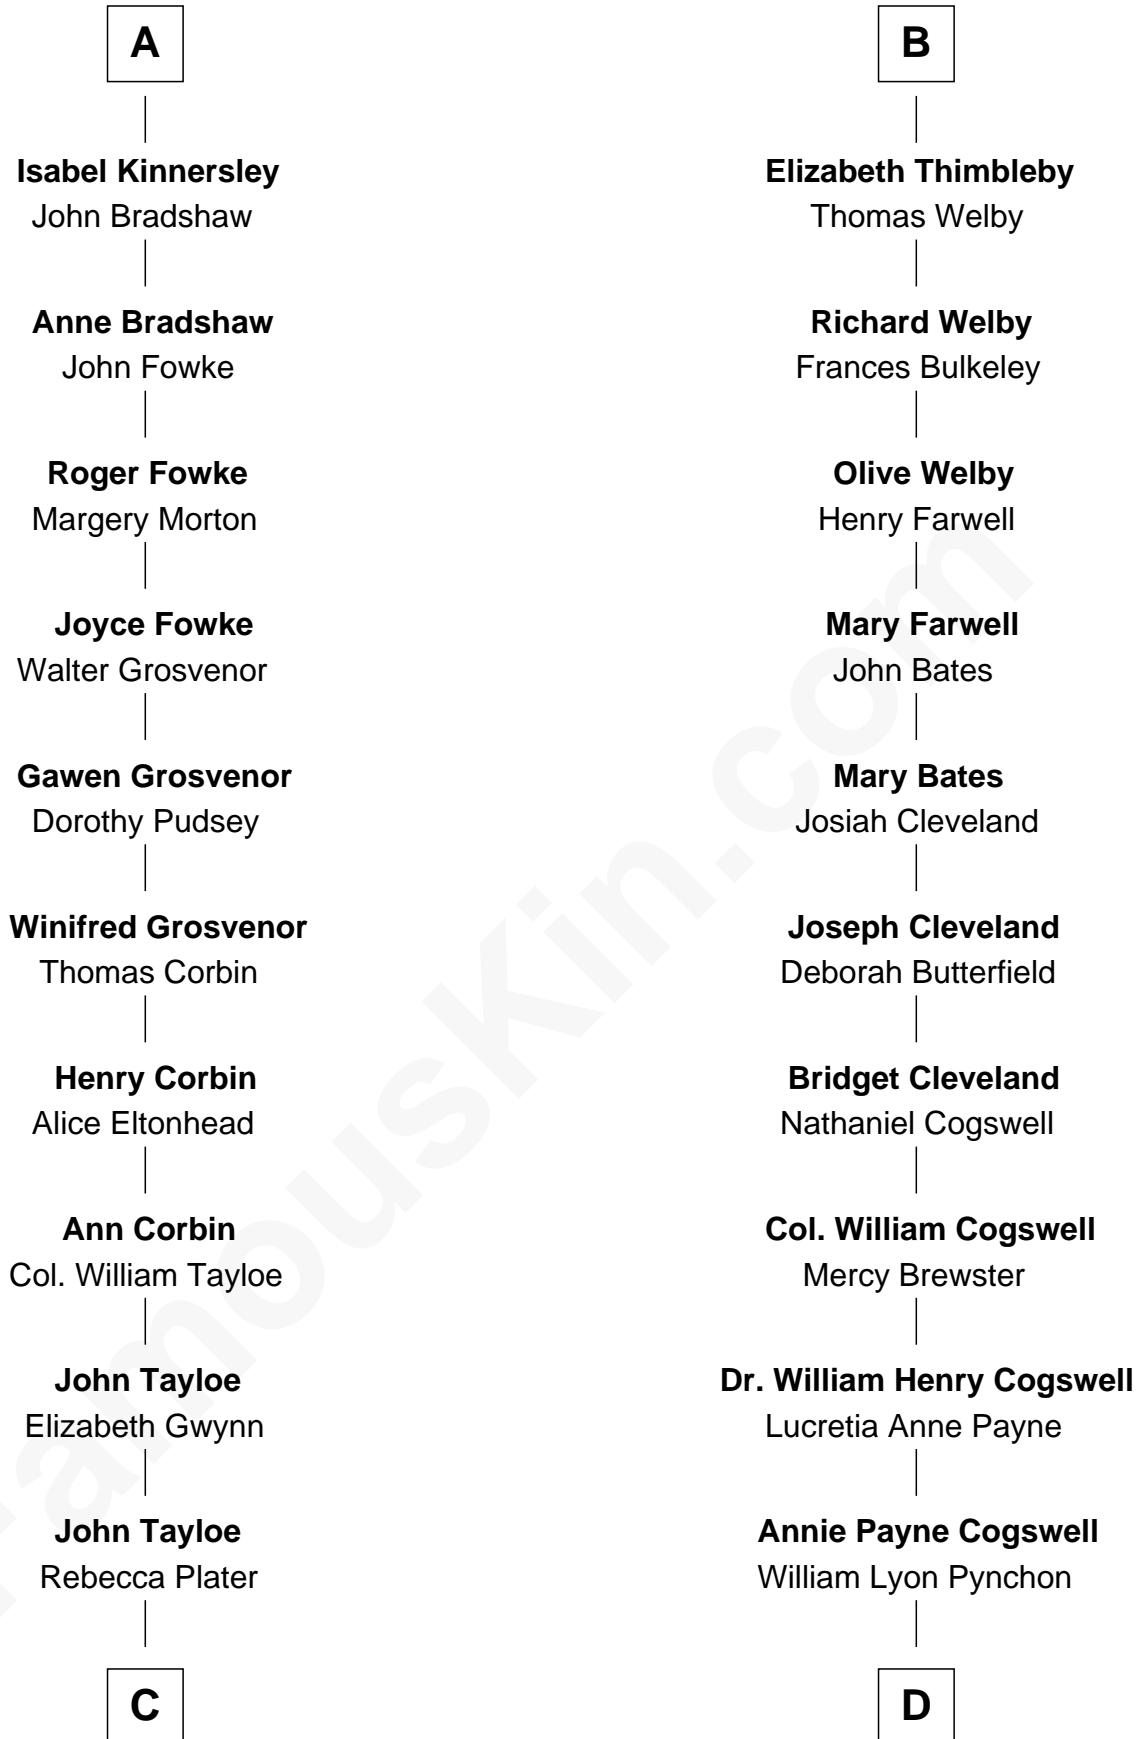 A
Isabel Kinnersley
John Bradshaw
Anne Bradshaw
John Fowke
Roger Fowke
Margery Morton
Joyce Fowke
Walter Grosvenor
Gawen Grosvenor
Dorothy Pudsey
Winifred Grosvenor
Thomas Corbin
Henry Corbin
Alice Eltonhead
Ann Corbin
Col. William Tayloe
John Tayloe
Elizabeth Gwynn
John Tayloe
Rebecca Plater
C
B
Elizabeth Thimbleby
Thomas Welby
Richard Welby
Frances Bulkeley
Olive Welby
Henry Farwell
Mary Farwell
John Bates
Mary Bates
Josiah Cleveland
Joseph Cleveland
Deborah Butterfield
Bridget Cleveland
Nathaniel Cogswell
Col. William Cogswell
Mercy Brewster
Dr. William Henry Cogswell
Lucretia Anne Payne
Annie Payne Cogswell
William Lyon Pynchon
D
FamousKin.com